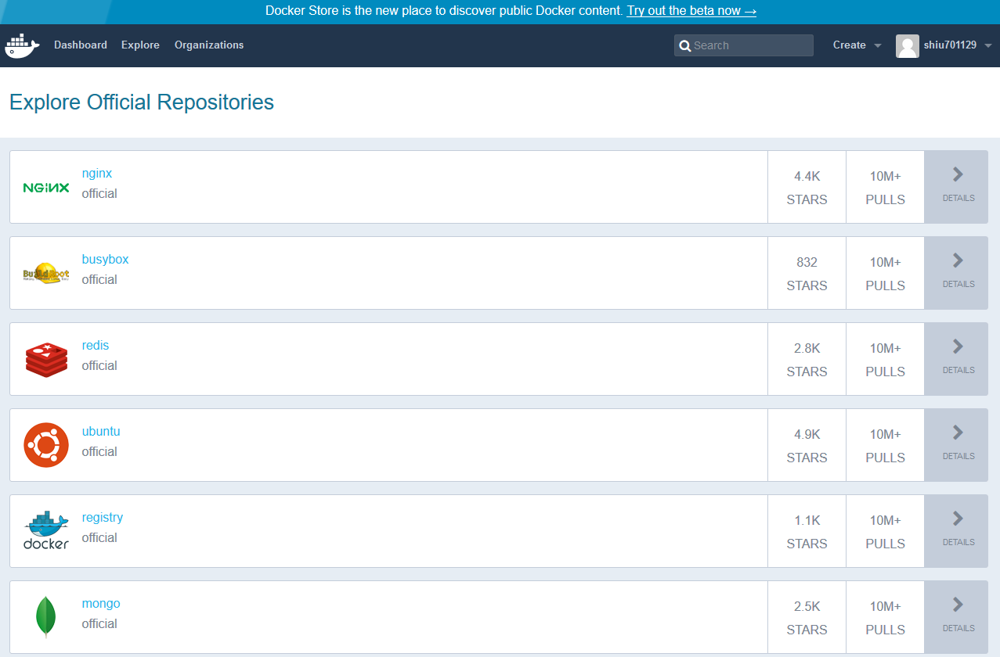 Docker Store is the new place to discover public Docker content. Try out the beta now →
Dashboard Explore Organizations Search Create shiu701129
Explore Official Repositories
NGINX
nginx
official
4.4K
STARS
10M+
PULLS
DETAILS
BuildRoot
busybox
official
832
STARS
10M+
PULLS
DETAILS
redis
official
2.8K
STARS
10M+
PULLS
DETAILS
ubuntu
official
4.9K
STARS
10M+
PULLS
DETAILS
docker
registry
official
1.1K
STARS
10M+
PULLS
DETAILS
mongo
official
2.5K
STARS
10M+
PULLS
DETAILS